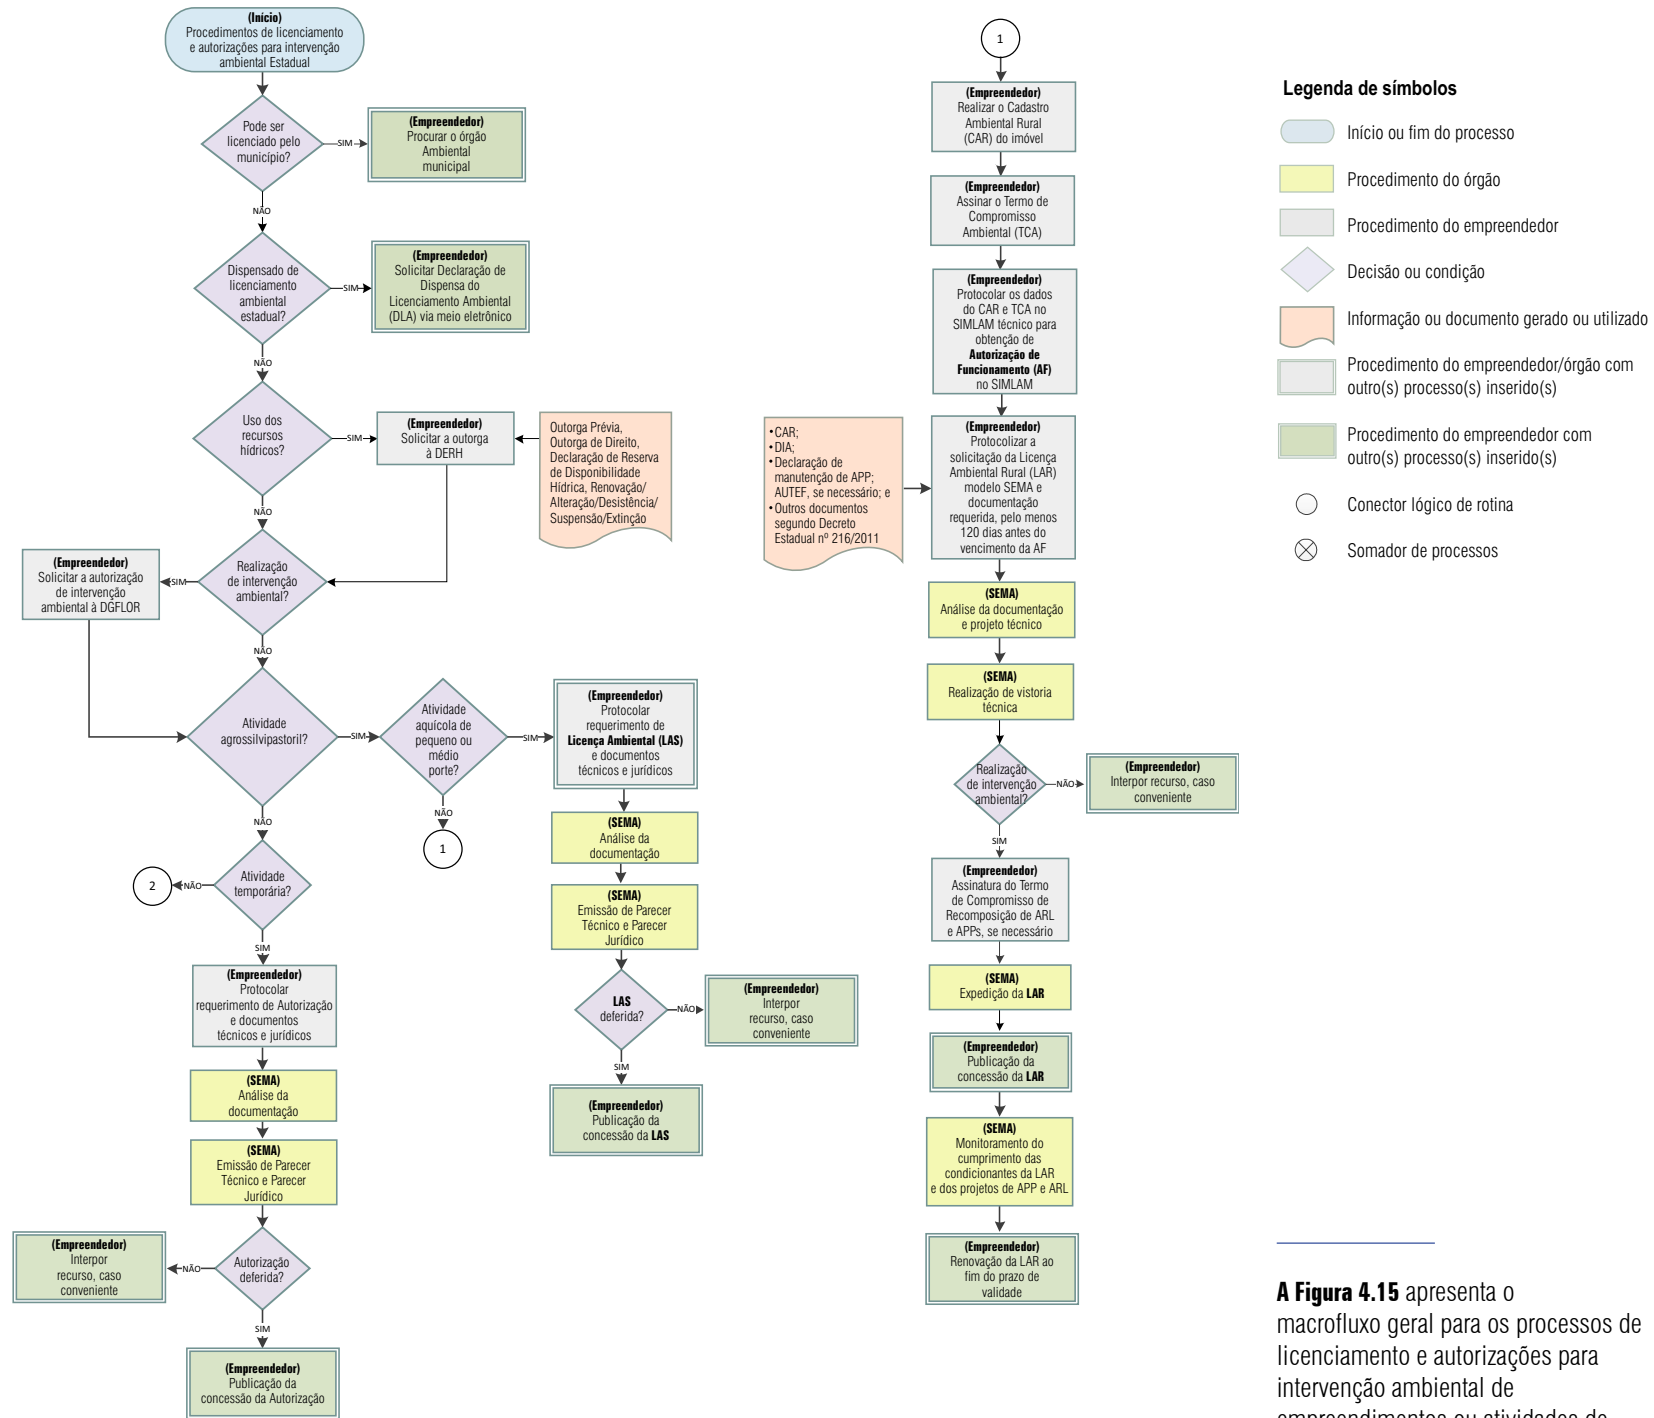 (Início)
Procedimentos de licenciamento
e autorizações para intervenção
ambiental Estadual
Pode ser
licenciado pelo
município?
SIM
(Empreendedor)
Procurar o órgão
Ambiental
municipal
NÃO
Dispensado de
licenciamento
ambiental
estadual?
SIM
(Empreendedor)
Solicitar Declaração de
Dispensa do
Licenciamento Ambiental
(DLA) via meio eletrônico
NÃO
Uso dos
recursos
hídricos?
SIM
(Empreendedor)
Solicitar a outorga
à DERH
Outorga Prévia,
Outorga de Direito,
Declaração de Reserva
de Disponibilidade
Hídrica, Renovação/
Alteração/Desistência/
Suspensão/Extinção
NÃO
Realização
de intervenção
ambiental?
SIM
(Empreendedor)
Solicitar a autorização
de intervenção
ambiental à DGFLOR
NÃO
Atividade
agrossilvipastoril?
SIM
Atividade
aquícola de
pequeno ou
médio
porte?
SIM
(Empreendedor)
Protocolar
requerimento de
Licença Ambiental (LAS)
e documentos
técnicos e jurídicos
NÃO
1
(SEMA)
Análise da
documentação
(SEMA)
Emissão de Parecer
Técnico e Parecer
Jurídico
LAS
deferida?
NÃO
(Empreendedor)
Interpor
recurso, caso
conveniente
SIM
(Empreendedor)
Publicação da
concessão da LAS
NÃO
Atividade
temporária?
NÃO
2
SIM
(Empreendedor)
Protocolar
requerimento de Autorização
e documentos
técnicos e jurídicos
(SEMA)
Análise da
documentação
(SEMA)
Emissão de Parecer
Técnico e Parecer
Jurídico
Autorização
deferida?
NÃO
(Empreendedor)
Interpor
recurso, caso
conveniente
SIM
(Empreendedor)
Publicação da
concessão da Autorização
1
(Empreendedor)
Realizar o Cadastro
Ambiental Rural
(CAR) do imóvel
(Empreendedor)
Assinar o Termo de
Compromisso
Ambiental (TCA)
(Empreendedor)
Protocolar os dados
do CAR e TCA no
SIMLAM técnico para
obtenção de
Autorização de
Funcionamento (AF)
no SIMLAM
•CAR;
•DIA;
•Declaração de
manutenção de APP;
AUTEF, se necessário; e
•Outros documentos
segundo Decreto
Estadual nº 216/2011
(Empreendedor)
Protocolizar a
solicitação da Licença
Ambiental Rural (LAR)
modelo SEMA e
documentação
requerida, pelo menos
120 dias antes do
vencimento da AF
(SEMA)
Análise da documentação
e projeto técnico
(SEMA)
Realização de vistoria
técnica
Realização
de intervenção
ambiental?
NÃO
(Empreendedor)
Interpor recurso, caso
conveniente
SIM
(Empreendedor)
Assinatura do Termo
de Compromisso de
Recomposição de ARL
e APPs, se necessário
(SEMA)
Expedição da LAR
(Empreendedor)
Publicação da
concessão da LAR
(SEMA)
Monitoramento do
cumprimento das
condicionantes da LAR
e dos projetos de APP e ARL
(Empreendedor)
Renovação da LAR ao
fim do prazo de
validade
Legenda de símbolos
Início ou fim do processo
Procedimento do órgão
Procedimento do empreendedor
Decisão ou condição
Informação ou documento gerado ou utilizado
Procedimento do empreendedor/órgão com
outro(s) processo(s) inserido(s)
Procedimento do empreendedor com
outro(s) processo(s) inserido(s)
Conector lógico de rotina
Somador de processos
A Figura 4.15 apresenta o
macrofluxo geral para os processos de
licenciamento e autorizações para
intervenção ambiental de
empreendimentos ou atividades de